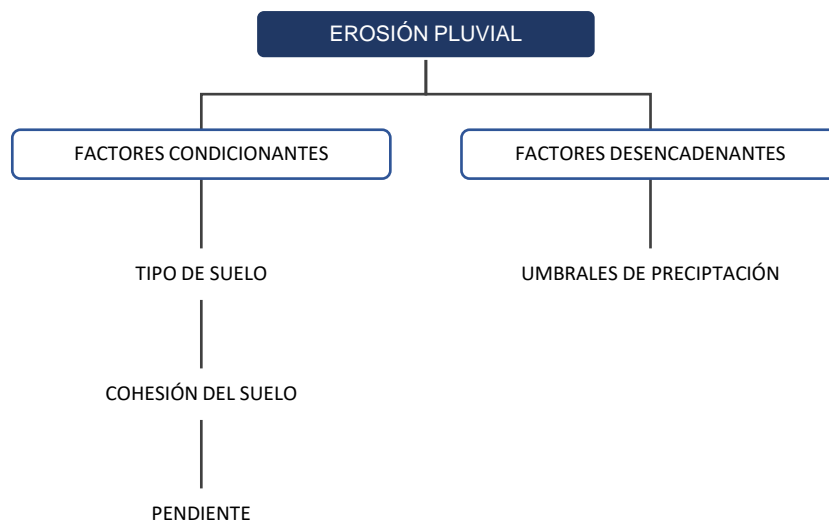 EROSIÓN PLUVIAL
FACTORES CONDICIONANTES
FACTORES DESENCADENANTES
TIPO DE SUELO
UMBRALES DE PRECIPTACIÓN
COHESIÓN DEL SUELO
PENDIENTE